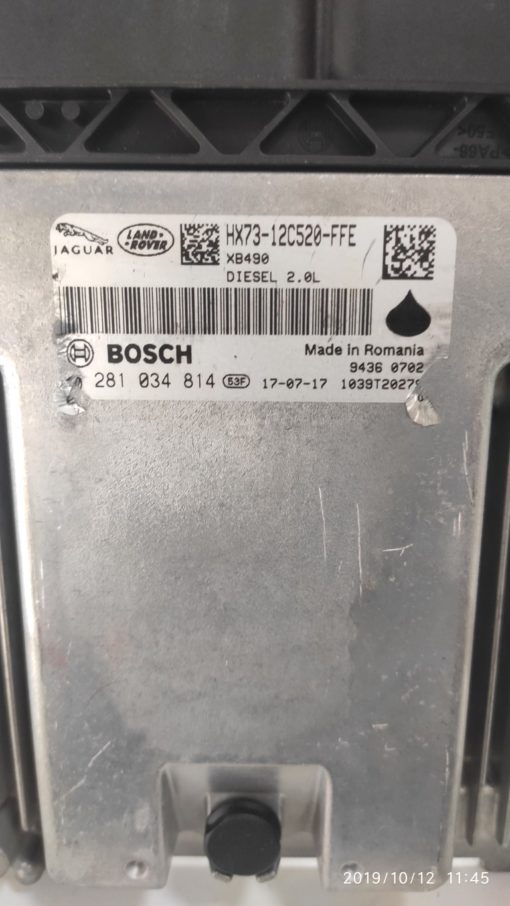 JAGUAR
LAND-
ROVER
HX73-12C520-FFE
XB490
DIESEL 2.0L
BOSCH
Made in Romania
9436 0702
281 034 814 53F 17-07-17
2019/10/12 11:45